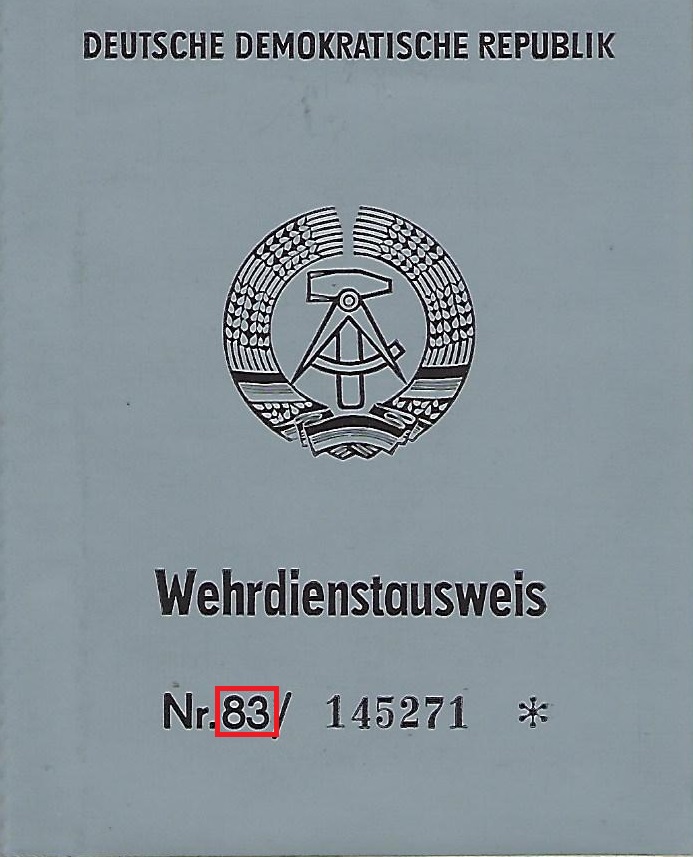 DEUTSCHE DEMOKRATISCHE REPUBLIK
Wehrdienstausweis
Nr.83/ 145271 *